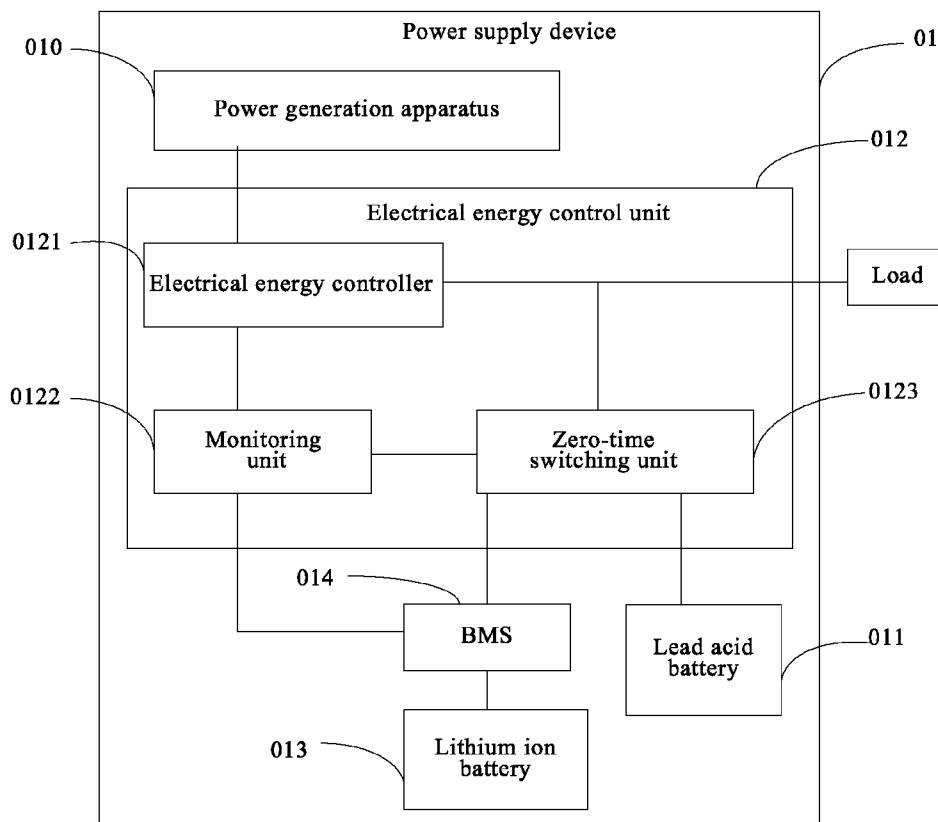 Power supply device
010
01
Power generation apparatus
012
Electrical energy control unit
0121
Electrical energy controller
Load
0122
0123
Monitoring
unit
Zero-time
switching unit
014
BMS
Lead acid
battery
011
013
Lithium ion
battery